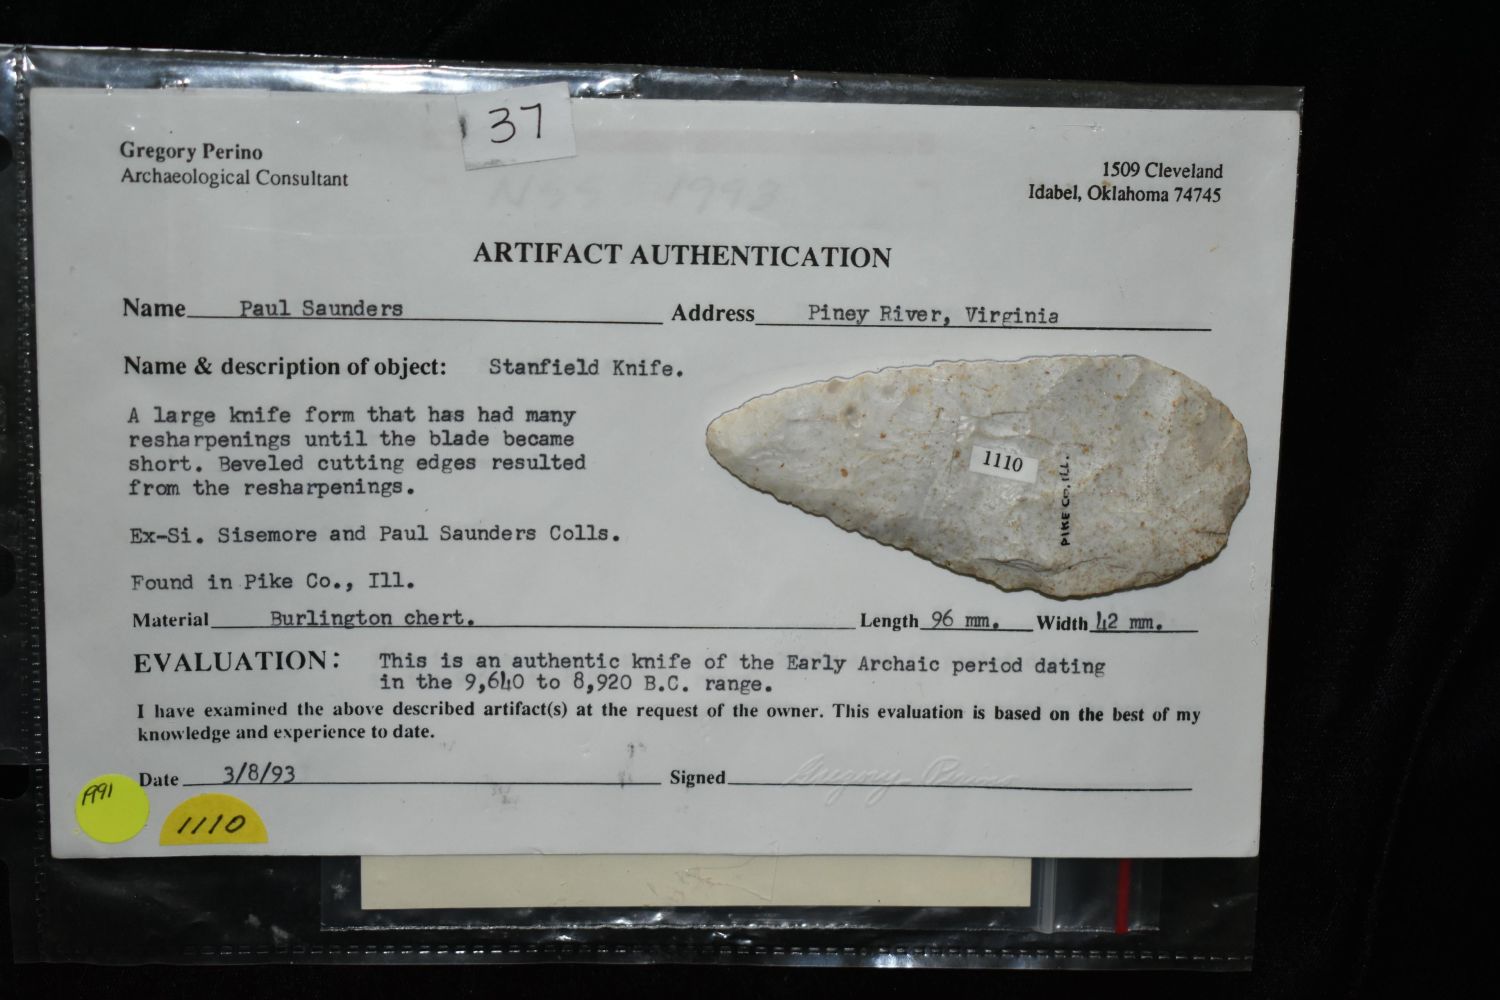 37
Gregory Perino
Archaeological Consultant
1509 Cleveland
Idabel, Oklahoma 74745
NSS 1993
ARTIFACT AUTHENTICATION
Name Paul Saunders Address Piney River, Virginia
Name & description of object: Stanfield Knife.
A large knife form that has had many
resharpenings until the blade became
short. Beveled cutting edges resulted
from the resharpenings.
1110
PIKE CO, ILL.
Ex-Si. Sisemore and Paul Saunders Colls.
Found in Pike Co., Ill.
Material Burlington chert. Length 96 mm. Width 42 mm.
EVALUATION: This is an authentic knife of the Early Archaic period dating
in the 9,640 to 8,920 B.C. range.
I have examined the above described artifact(s) at the request of the owner. This evaluation is based on the best of my
knowledge and experience to date.
Date 3/8/93 Signed Gregory Perino
1991
1110